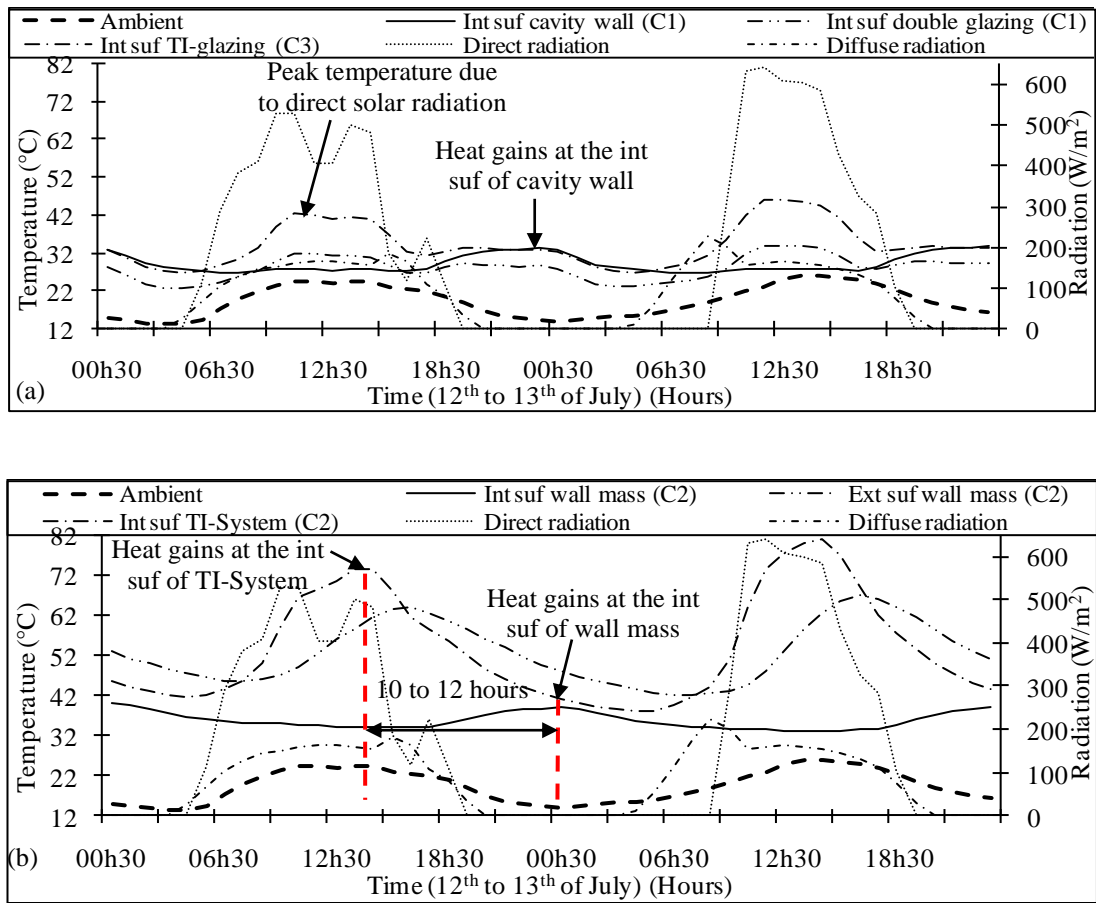 Ambient Int suf cavity wall (C1) Int suf double glazing (C1)
Int suf TI-glazing (C3) Direct radiation Diffuse radiation
82
72
62
52
42
32
22
12
Temperature (°C)
Peak temperature due
to direct solar radiation
Heat gains at the int
suf of cavity wall
600
500
400
300
200
100
0
Radiation (W/m²)
00h30 06h30 12h30 18h30 00h30 06h30 12h30 18h30
(a)
Time (12th to 13th of July) (Hours)
Ambient Int suf wall mass (C2) Ext suf wall mass (C2)
Int suf TI-System (C2) Direct radiation Diffuse radiation
82
72
62
52
42
32
22
12
Temperature (°C)
Heat gains at the int
suf of TI-System
Heat gains at the int
suf of wall mass
10 to 12 hours
600
500
400
300
200
100
0
Radiation (W/m²)
00h30 06h30 12h30 18h30 00h30 06h30 12h30 18h30
(b)
Time (12th to 13th of July) (Hours)